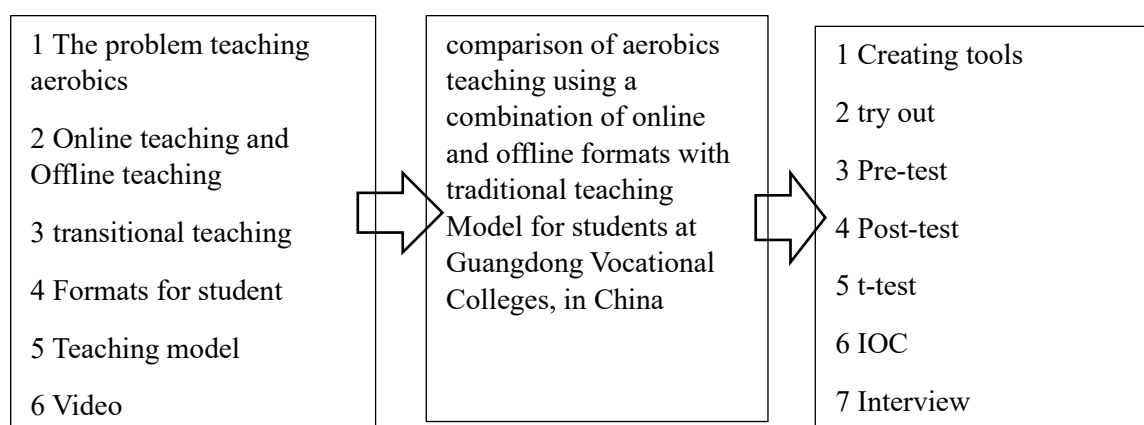 1 The problem teaching
aerobics
2 Online teaching and
Offline teaching
3 transitional teaching
4 Formats for student
5 Teaching model
6 Video
comparison of aerobics
teaching using a
combination of online
and offline formats with
traditional teaching
Model for students at
Guangdong Vocational
Colleges, in China
1 Creating tools
2 try out
3 Pre-test
4 Post-test
5 t-test
6 IOC
7 Interview